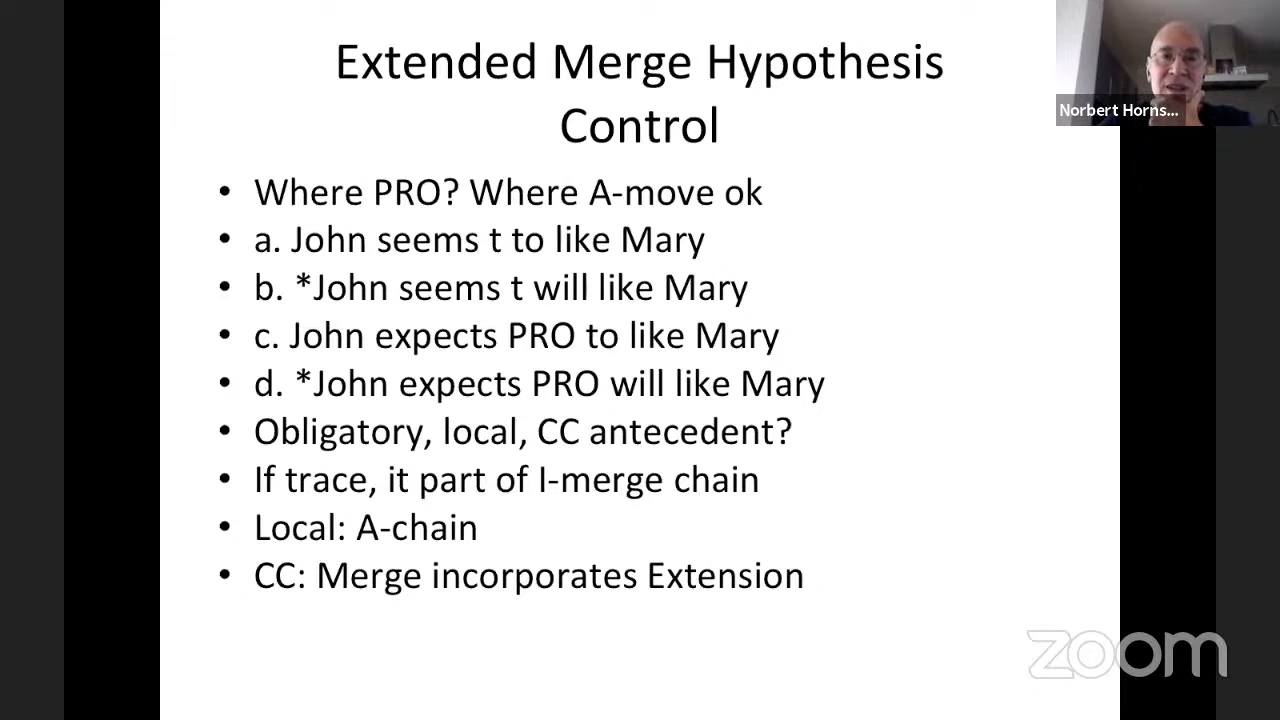 Extended Merge Hypothesis
Control
Norbert Horns...
• Where PRO? Where A-move ok
• a. John seems t to like Mary
• b. *John seems t will like Mary
• c. John expects PRO to like Mary
• d. *John expects PRO will like Mary
• Obligatory, local, CC antecedent?
• If trace, it part of I-merge chain
• Local: A-chain
• CC: Merge incorporates Extension
zoom